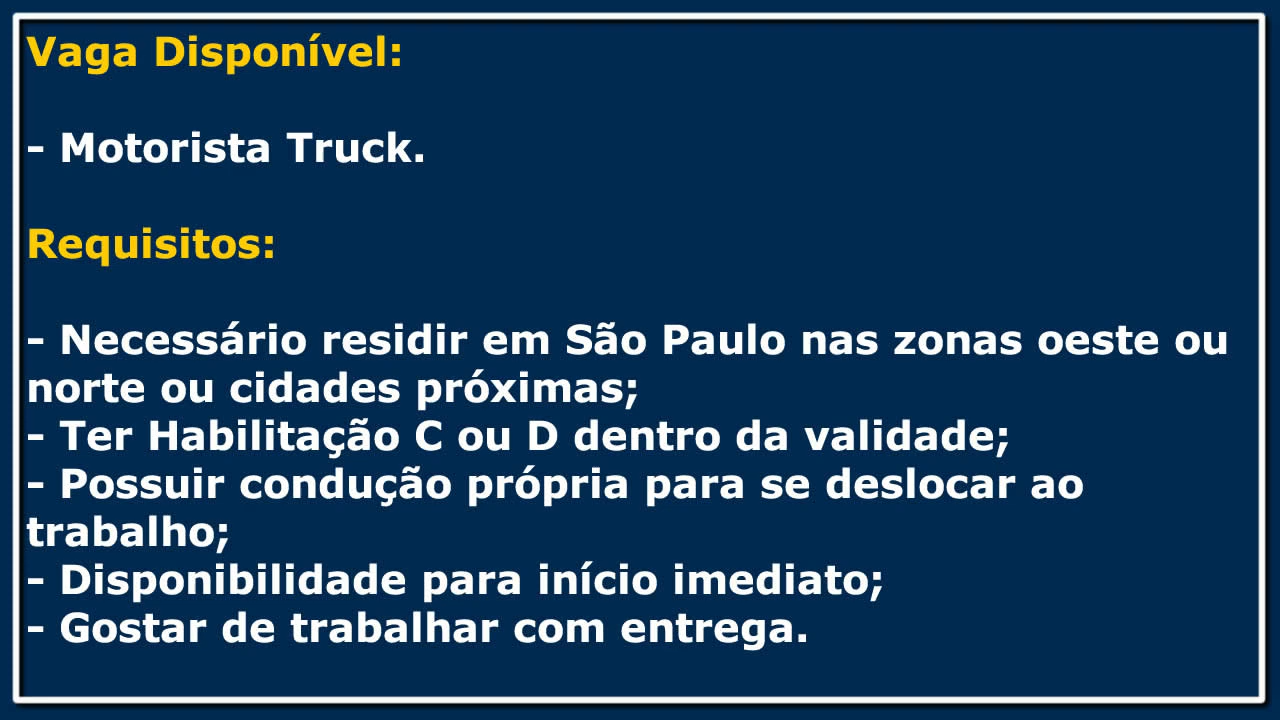 Vaga Disponível:
- Motorista Truck.
Requisitos:
- Necessário residir em São Paulo nas zonas oeste ou
norte ou cidades próximas;
- Ter Habilitação C ou D dentro da validade;
- Possuir condução própria para se deslocar ao
trabalho;
- Disponibilidade para início imediato;
- Gostar de trabalhar com entrega.